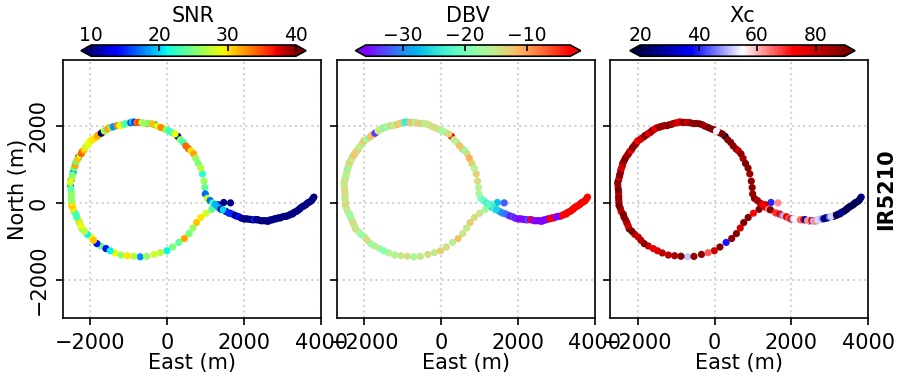 SNR DBV Xc
10 20 30 40 −30 −20 −10 20 40 60 80
North (m)
2000
0
−2000
−2000 0 2000 4000 −2000 0 2000 4000 −2000 0 2000 4000
East (m) East (m) East (m)
IR5210